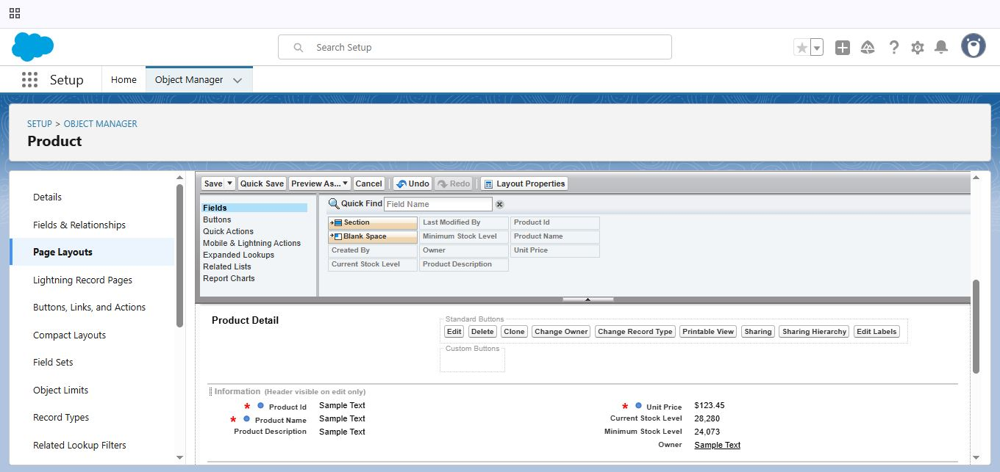 Search Setup
Setup
Home
Object Manager
SETUP > OBJECT MANAGER
Product
Details
Fields & Relationships
Page Layouts
Lightning Record Pages
Buttons, Links, and Actions
Compact Layouts
Field Sets
Object Limits
Record Types
Related Lookup Filters
Save Quick Save Preview As... Cancel Undo Redo Layout Properties
Fields
Buttons
Quick Actions
Mobile & Lightning Actions
Expanded Lookups
Related Lists
Report Charts
Quick Find Field Name
Section Last Modified By Product Id
Blank Space Minimum Stock Level Product Name
Created By Owner Unit Price
Current Stock Level Product Description
Product Detail
Standard Buttons
Edit Delete Clone Change Owner Change Record Type Printable View Sharing Sharing Hierarchy Edit Labels
Custom Buttons
Information (Header visible on edit only)
* Product Id Sample Text
* Product Name Sample Text
Product Description Sample Text
* Unit Price $123.45
Current Stock Level 28,280
Minimum Stock Level 24,073
Owner Sample Text